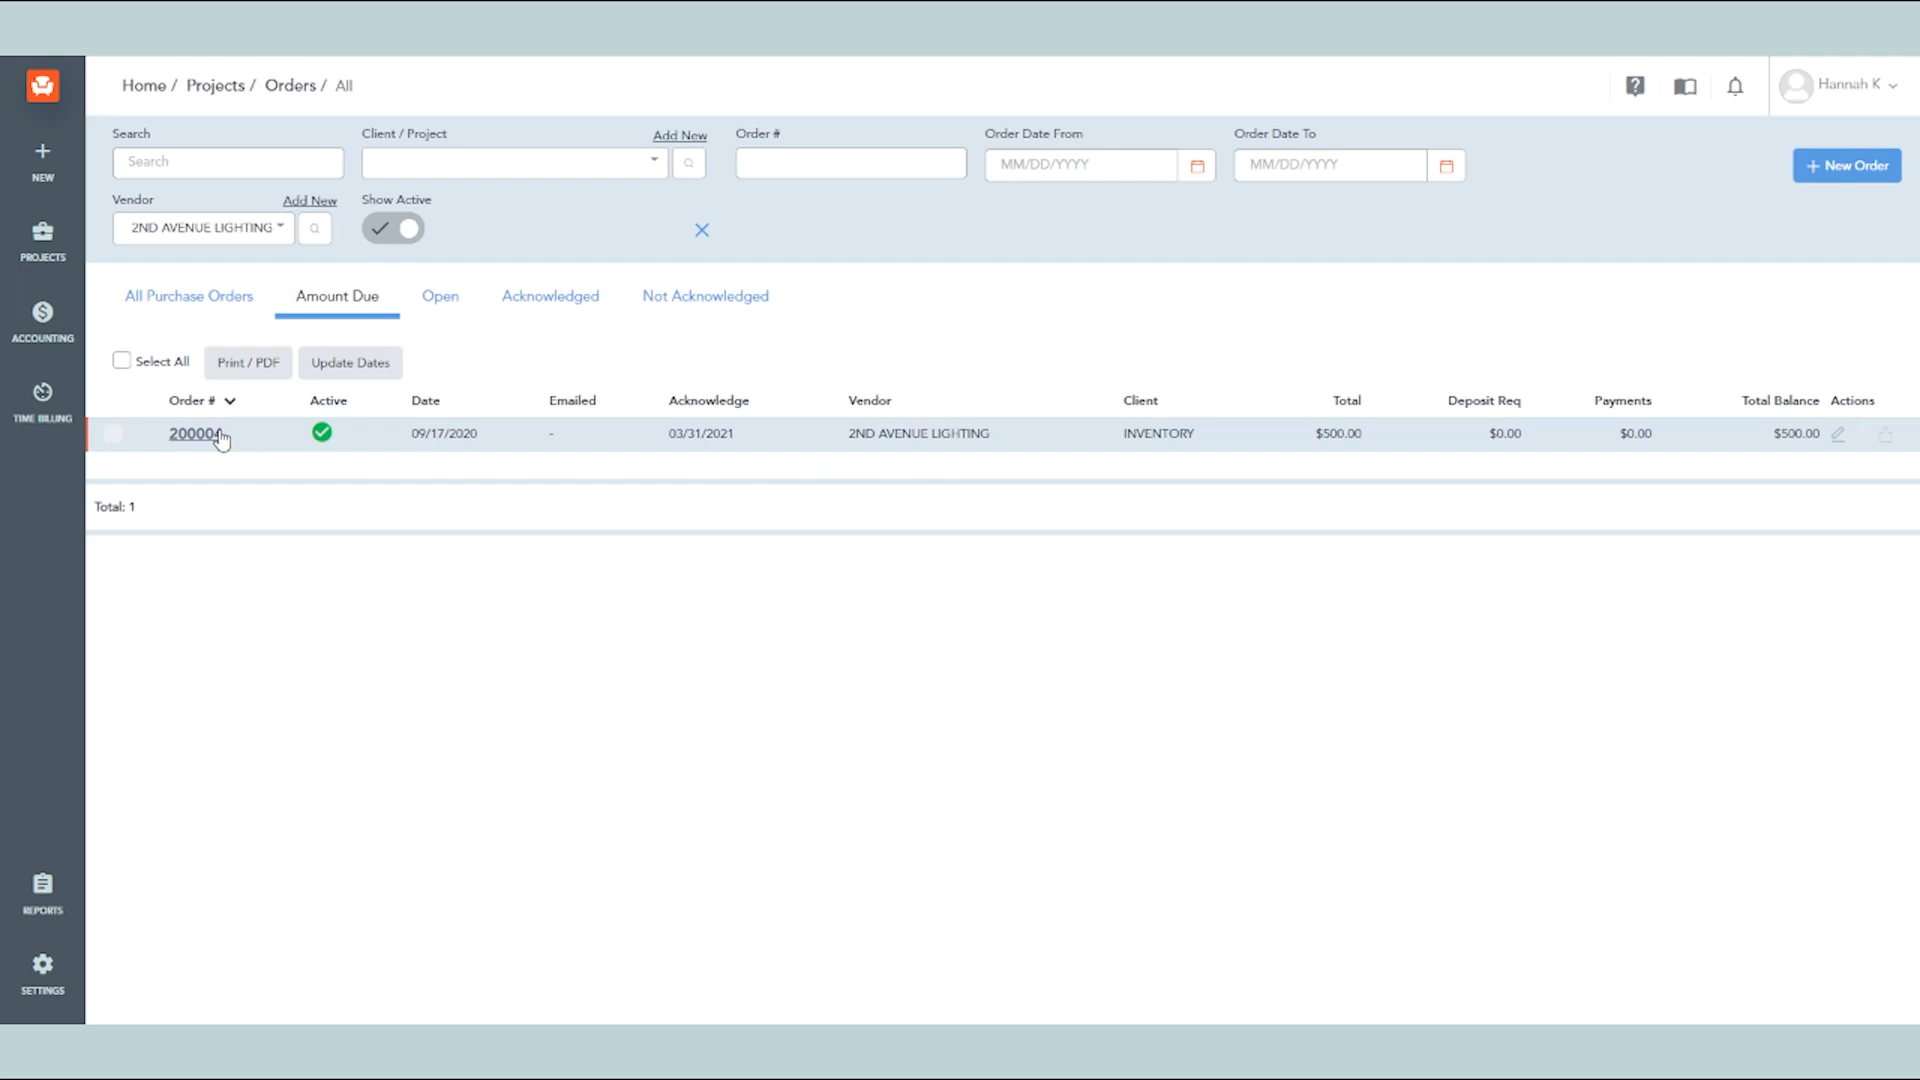 Home / Projects / Orders / All
Hannah K
Search
Client / Project
Add New
Order #
Order Date From
Order Date To
Search
MM/DD/YYYY
MM/DD/YYYY
+ New Order
Vendor
Add New
Show Active
2ND AVENUE LIGHTING
NEW
PROJECTS
ACCOUNTING
TIME BILLING
REPORTS
SETTINGS
All Purchase Orders
Amount Due
Open
Acknowledged
Not Acknowledged
Select All
Print / PDF
Update Dates
Order # Active Date Emailed Acknowledge Vendor Client Total Deposit Req Payments Total Balance Actions
09/17/2020 - 03/31/2021 2ND AVENUE LIGHTING INVENTORY $500.00 $0.00 $0.00 $500.00
Total: 1